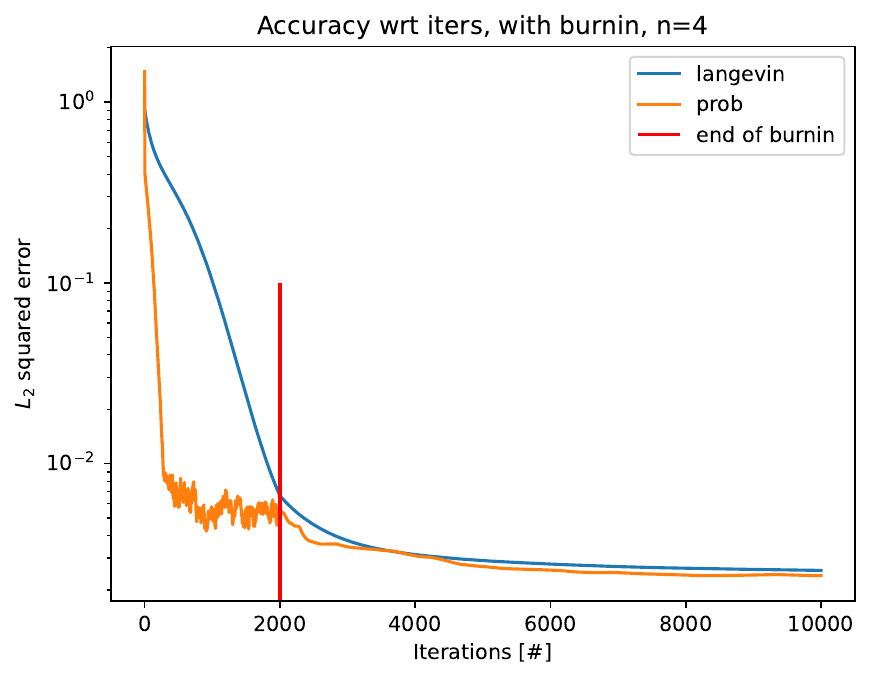 Accuracy wrt iters, with burnin, n=4
langevin
prob
end of burnin
L₂ squared error
10⁰
10⁻¹
10⁻²
0 2000 4000 6000 8000 10000
Iterations [#]